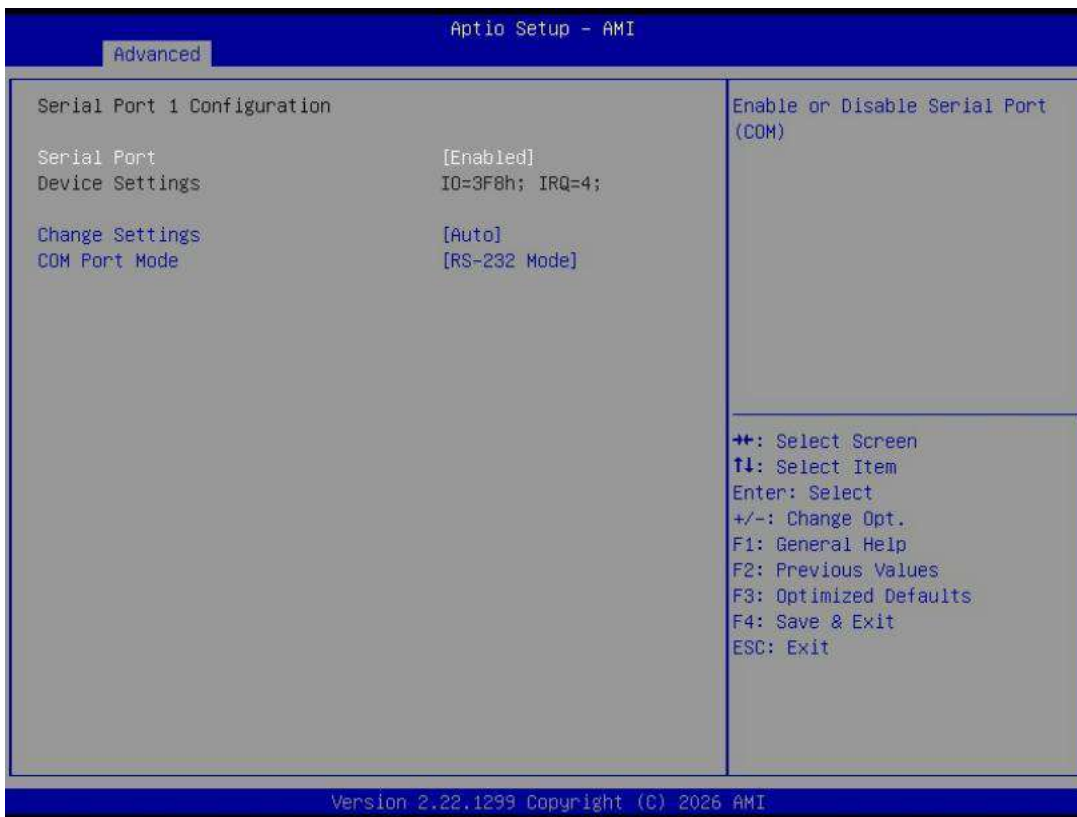 Aptio Setup - AMI
Advanced
Serial Port 1 Configuration
Serial Port [Enabled]
Device Settings IO=3F8h; IRQ=4;
Change Settings [Auto]
COM Port Mode [RS-232 Mode]
Enable or Disable Serial Port
(COM)
→←: Select Screen
↑↓: Select Item
Enter: Select
+/-: Change Opt.
F1: General Help
F2: Previous Values
F3: Optimized Defaults
F4: Save & Exit
ESC: Exit
Version 2.22.1299 Copyright (C) 2026 AMI